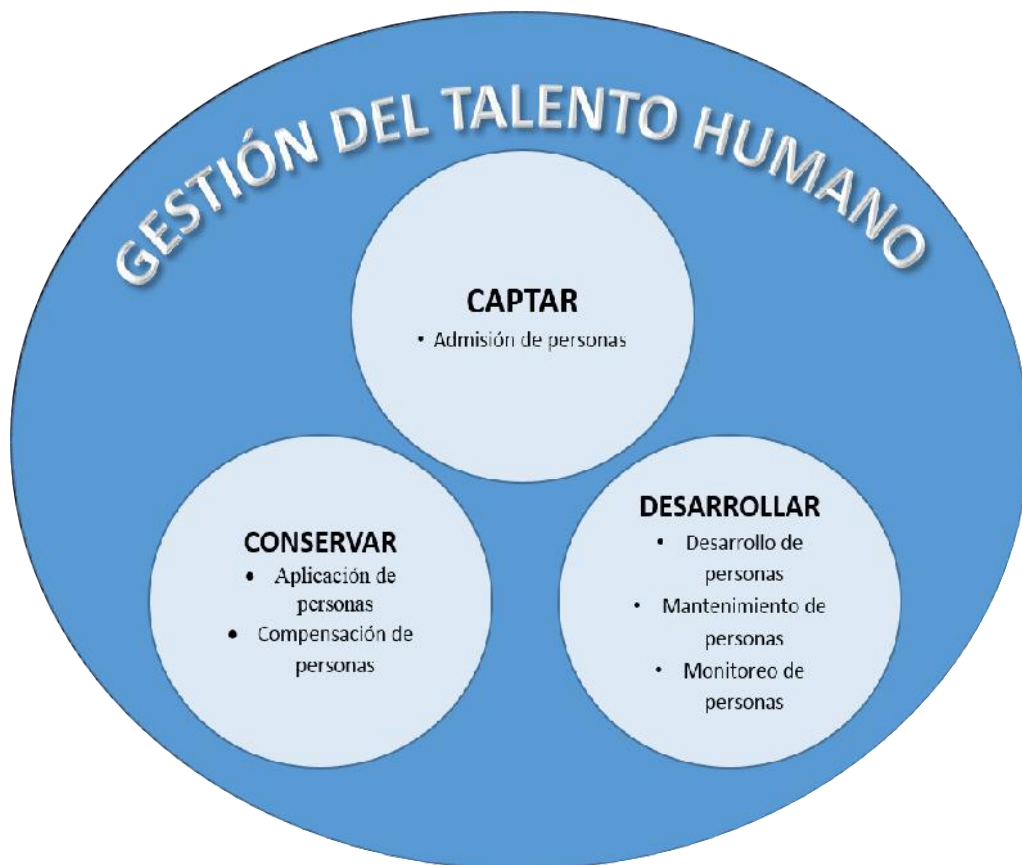 GESTIÓN DEL TALENTO HUMANO
CAPTAR
• Admisión de personas
CONSERVAR
• Aplicación de
personas
• Compensación de
personas
DESARROLLAR
• Desarrollo de
personas
• Mantenimiento de
personas
• Monitoreo de
personas